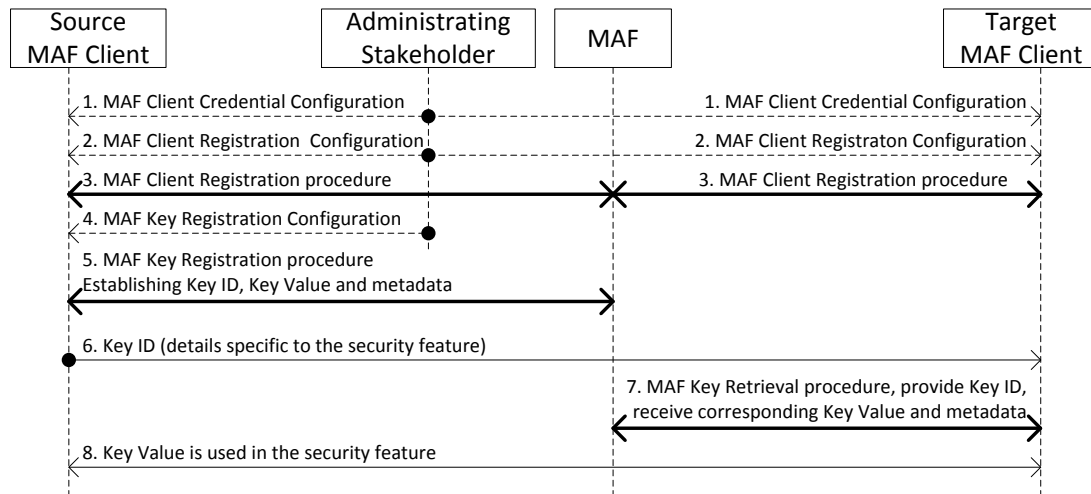 Source
MAF Client
Administrating
Stakeholder
MAF
Target
MAF Client
1. MAF Client Credential Configuration
1. MAF Client Credential Configuration
2. MAF Client Registration  Configuration
2. MAF Client Registraton Configuration
3. MAF Client Registration procedure
3. MAF Client Registration procedure
4. MAF Key Registration Configuration
5. MAF Key Registration procedure
Establishing Key ID, Key Value and metadata
6. Key ID (details specific to the security feature)
7. MAF Key Retrieval procedure, provide Key ID,
receive corresponding Key Value and metadata
8. Key Value is used in the security feature